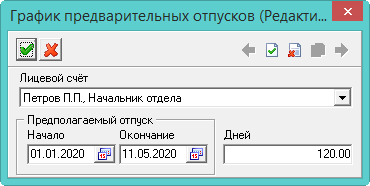 График предварительных отпусков (Редакти...
Лицевой счёт
Петров П.П., Начальник отдела
Предполагаемый отпуск
Начало Окончание Дней
01.01.2020 11.05.2020 120.00